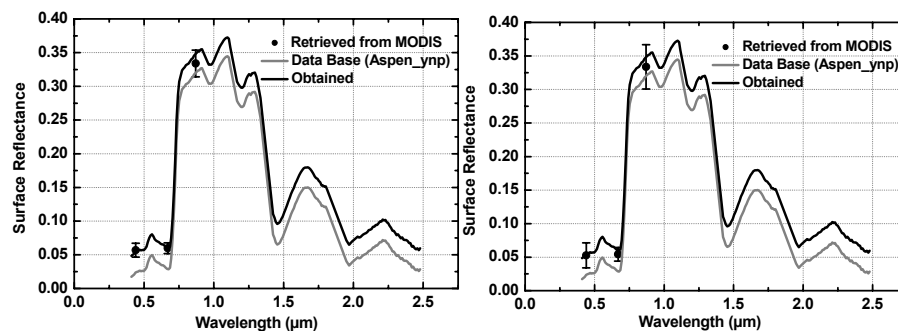 0.40
0.35
0.30
0.25
0.20
0.15
0.10
0.05
0.00
Surface Reflectance
Retrieved from MODIS
Data Base (Aspen_ynp)
Obtained
0.0 0.5 1.0 1.5 2.0 2.5
Wavelength (μm)
0.40
0.35
0.30
0.25
0.20
0.15
0.10
0.05
0.00
Surface Reflectance
Retrieved from MODIS
Data Base (Aspen_ynp)
Obtained
0.0 0.5 1.0 1.5 2.0 2.5
Wavelength (μm)